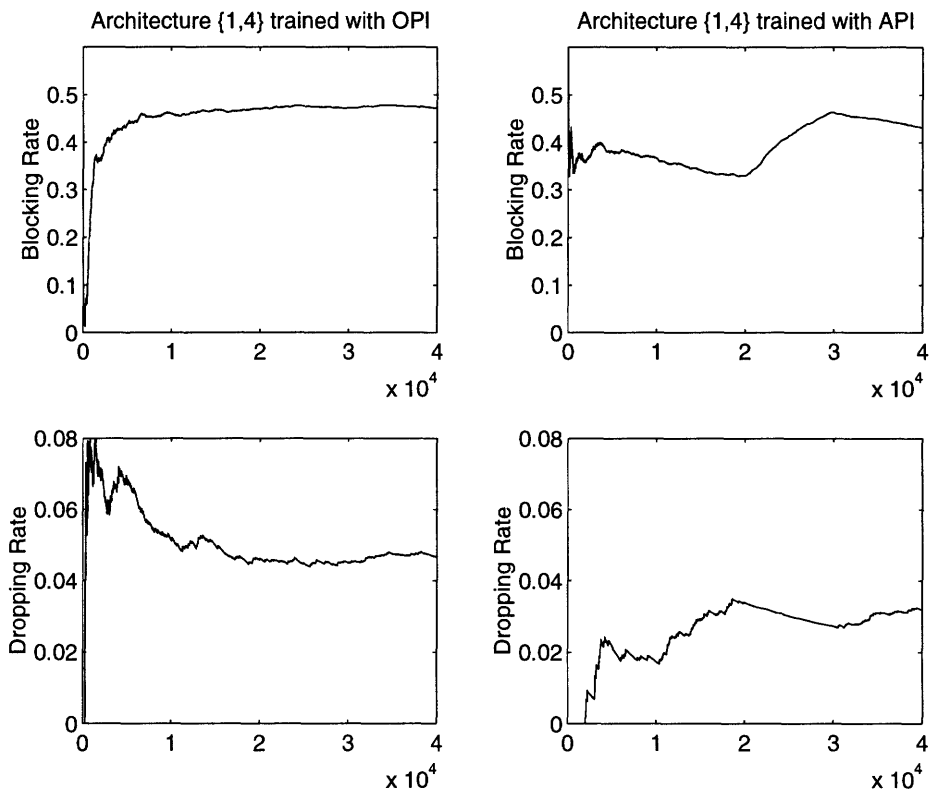 Architecture {1,4} trained with OPI
Blocking Rate
0.5
0.4
0.3
0.2
0.1
0
0 1 2 3 4
x 10^4
Architecture {1,4} trained with API
Blocking Rate
0.5
0.4
0.3
0.2
0.1
0
0 1 2 3 4
x 10^4
Dropping Rate
0.08
0.06
0.04
0.02
0
0 1 2 3 4
x 10^4
Dropping Rate
0.08
0.06
0.04
0.02
0
0 1 2 3 4
x 10^4